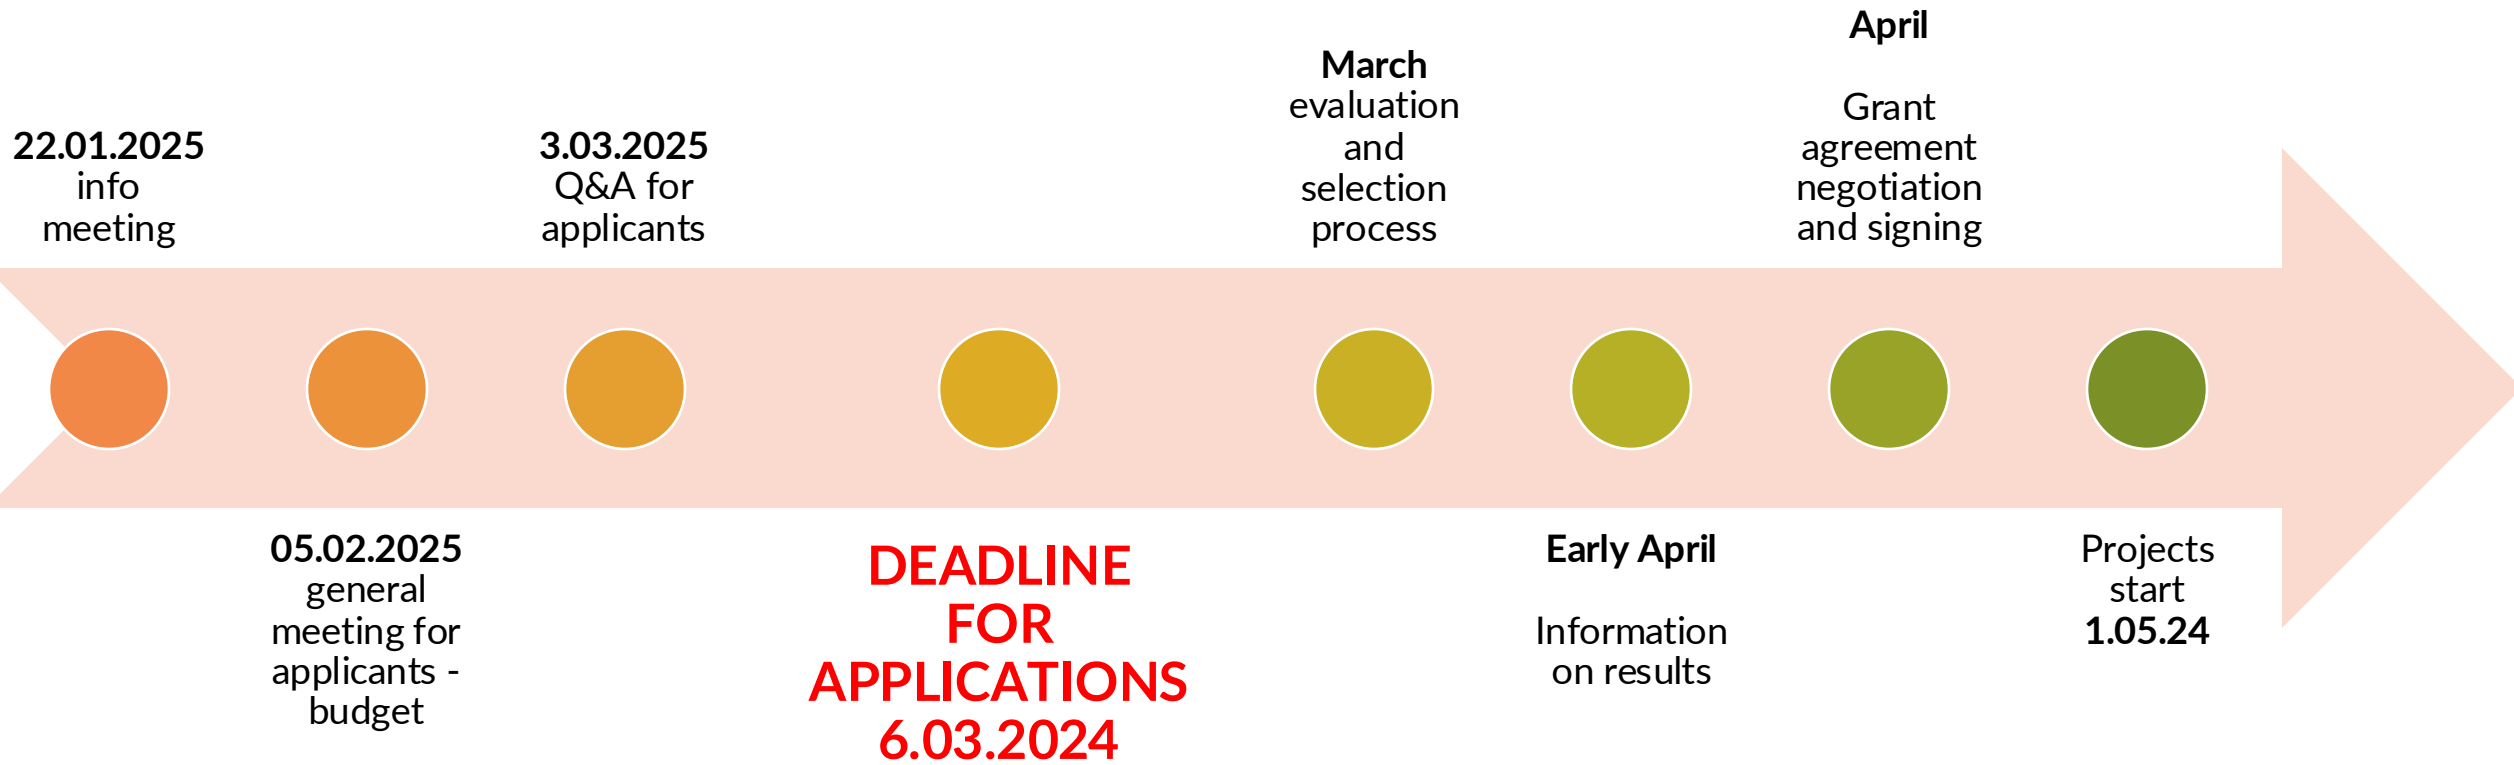 22.01.2025
info
meeting
05.02.2025
general
meeting for
applicants -
budget
3.03.2025
Q&A for
applicants
DEADLINE
FOR
APPLICATIONS
6.03.2024
March
evaluation
and
selection
process
Early April
Information
on results
April
Grant
agreement
negotiation
and signing
Projects
start
1.05.24